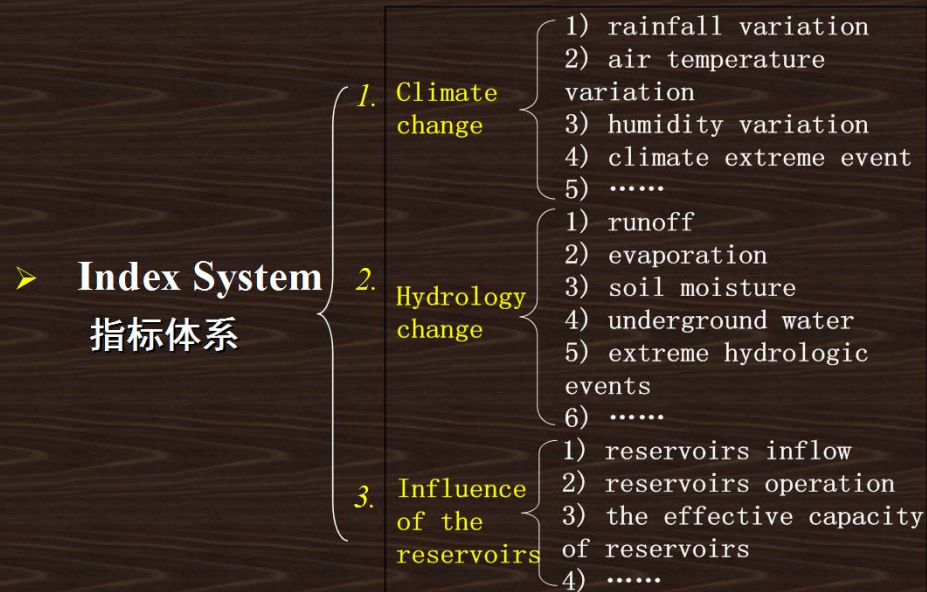 ➢ Index System
指标体系
1. Climate
change
1) rainfall variation
2) air temperature
variation
3) humidity variation
4) climate extreme event
5) ……
2. Hydrology
change
1) runoff
2) evaporation
3) soil moisture
4) underground water
5) extreme hydrologic
events
6) ……
3. Influence
of the
reservoirs
1) reservoirs inflow
2) reservoirs operation
3) the effective capacity
of reservoirs
4) ……